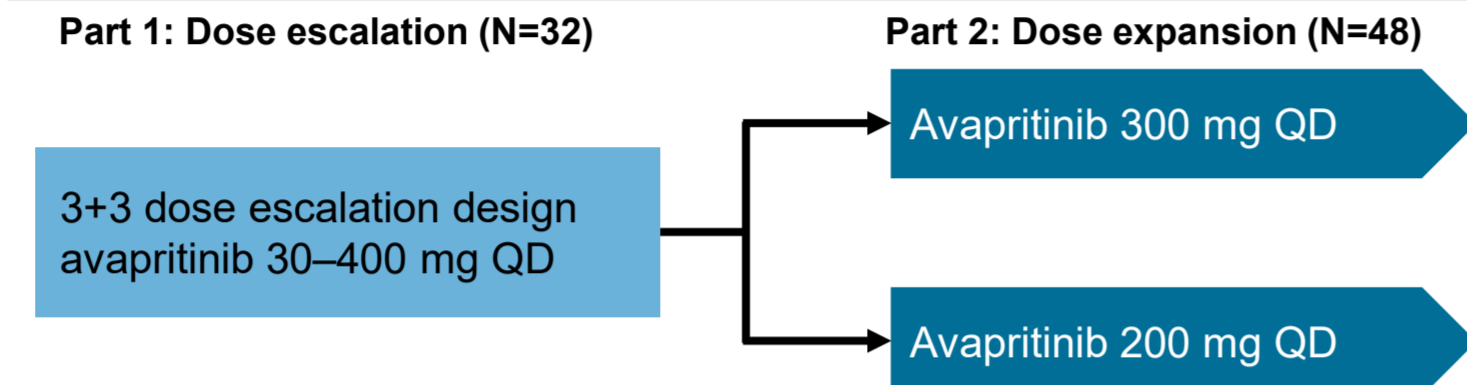 Part 1: Dose escalation (N=32)
Part 2: Dose expansion (N=48)
3+3 dose escalation design
avapritinib 30–400 mg QD
Avapritinib 300 mg QD
Avapritinib 200 mg QD